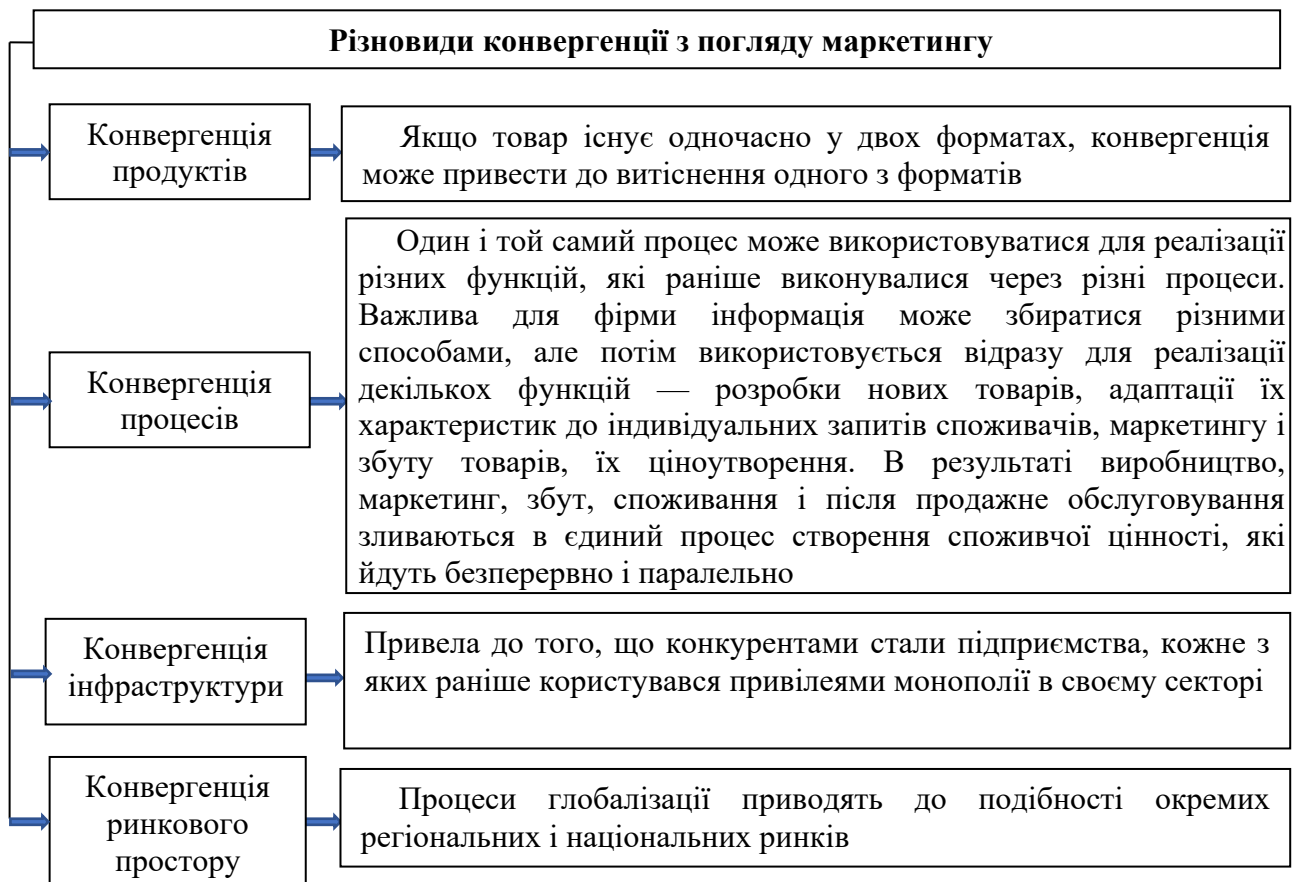 Різновиди конвергенції з погляду маркетингу
Конвергенція
продуктів
Якщо товар існує одночасно у двох форматах, конвергенція
може привести до витіснення одного з форматів
Конвергенція
процесів
Один і той самий процес може використовуватися для реалізації
різних функцій, які раніше виконувалися через різні процеси.
Важлива для фірми інформація може збиратися різними
способами, але потім використовується відразу для реалізації
декількох функцій — розробки нових товарів, адаптації їх
характеристик до індивідуальних запитів споживачів, маркетингу і
збуту товарів, їх ціноутворення. В результаті виробництво,
маркетинг, збут, споживання і після продажне обслуговування
зливаються в єдиний процес створення споживчої цінності, які
йдуть безперервно і паралельно
Конвергенція
інфраструктури
Привела до того, що конкурентами стали підприємства, кожне з
яких раніше користувався привілеями монополії в своєму секторі
Конвергенція
ринкового
простору
Процеси глобалізації приводять до подібності окремих
регіональних і національних ринків